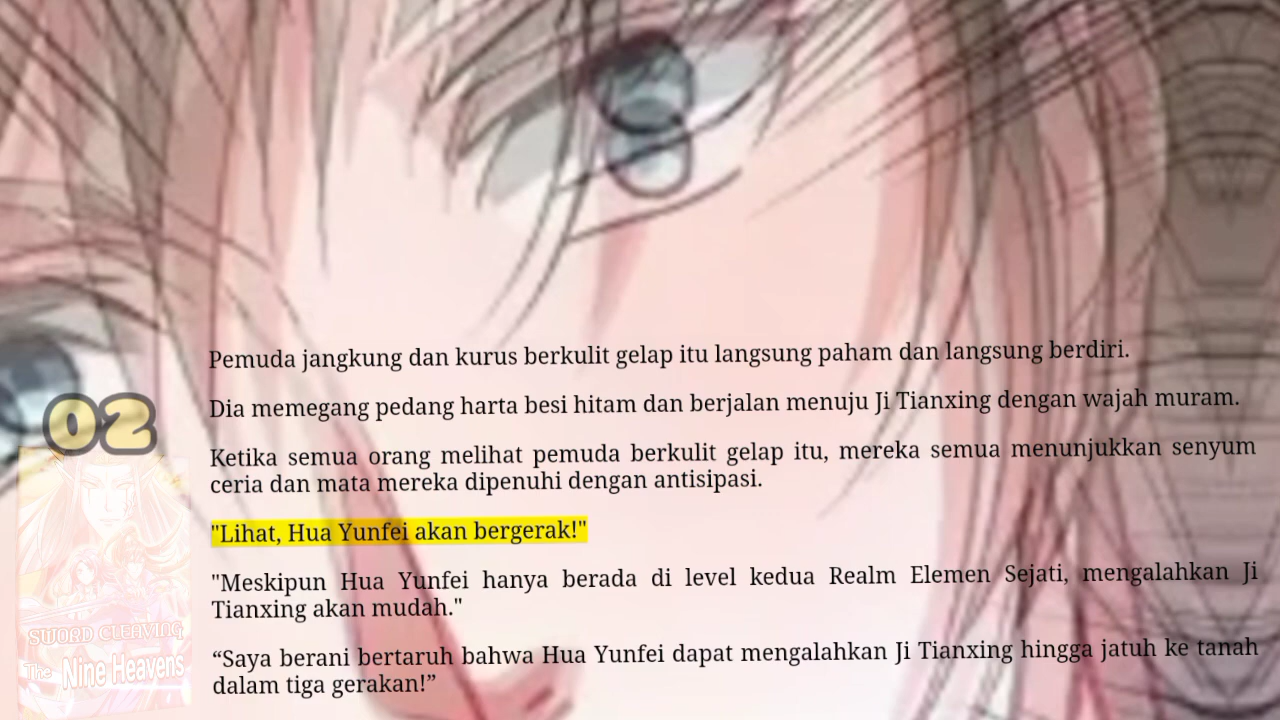 Pemuda jangkung dan kurus berkulit gelap itu langsung paham dan langsung berdiri.
Dia memegang pedang harta besi hitam dan berjalan menuju Ji Tianxing dengan wajah muram.
Ketika semua orang melihat pemuda berkulit gelap itu, mereka semua menunjukkan senyum
ceria dan mata mereka dipenuhi dengan antisipasi.
"Lihat, Hua Yunfei akan bergerak!"
"Meskipun Hua Yunfei hanya berada di level kedua Realm Elemen Sejati, mengalahkan Ji
Tianxing akan mudah."
“Saya berani bertaruh bahwa Hua Yunfei dapat mengalahkan Ji Tianxing hingga jatuh ke tanah
dalam tiga gerakan!”
02
SWORD CLEAVING
The Nine Heavens